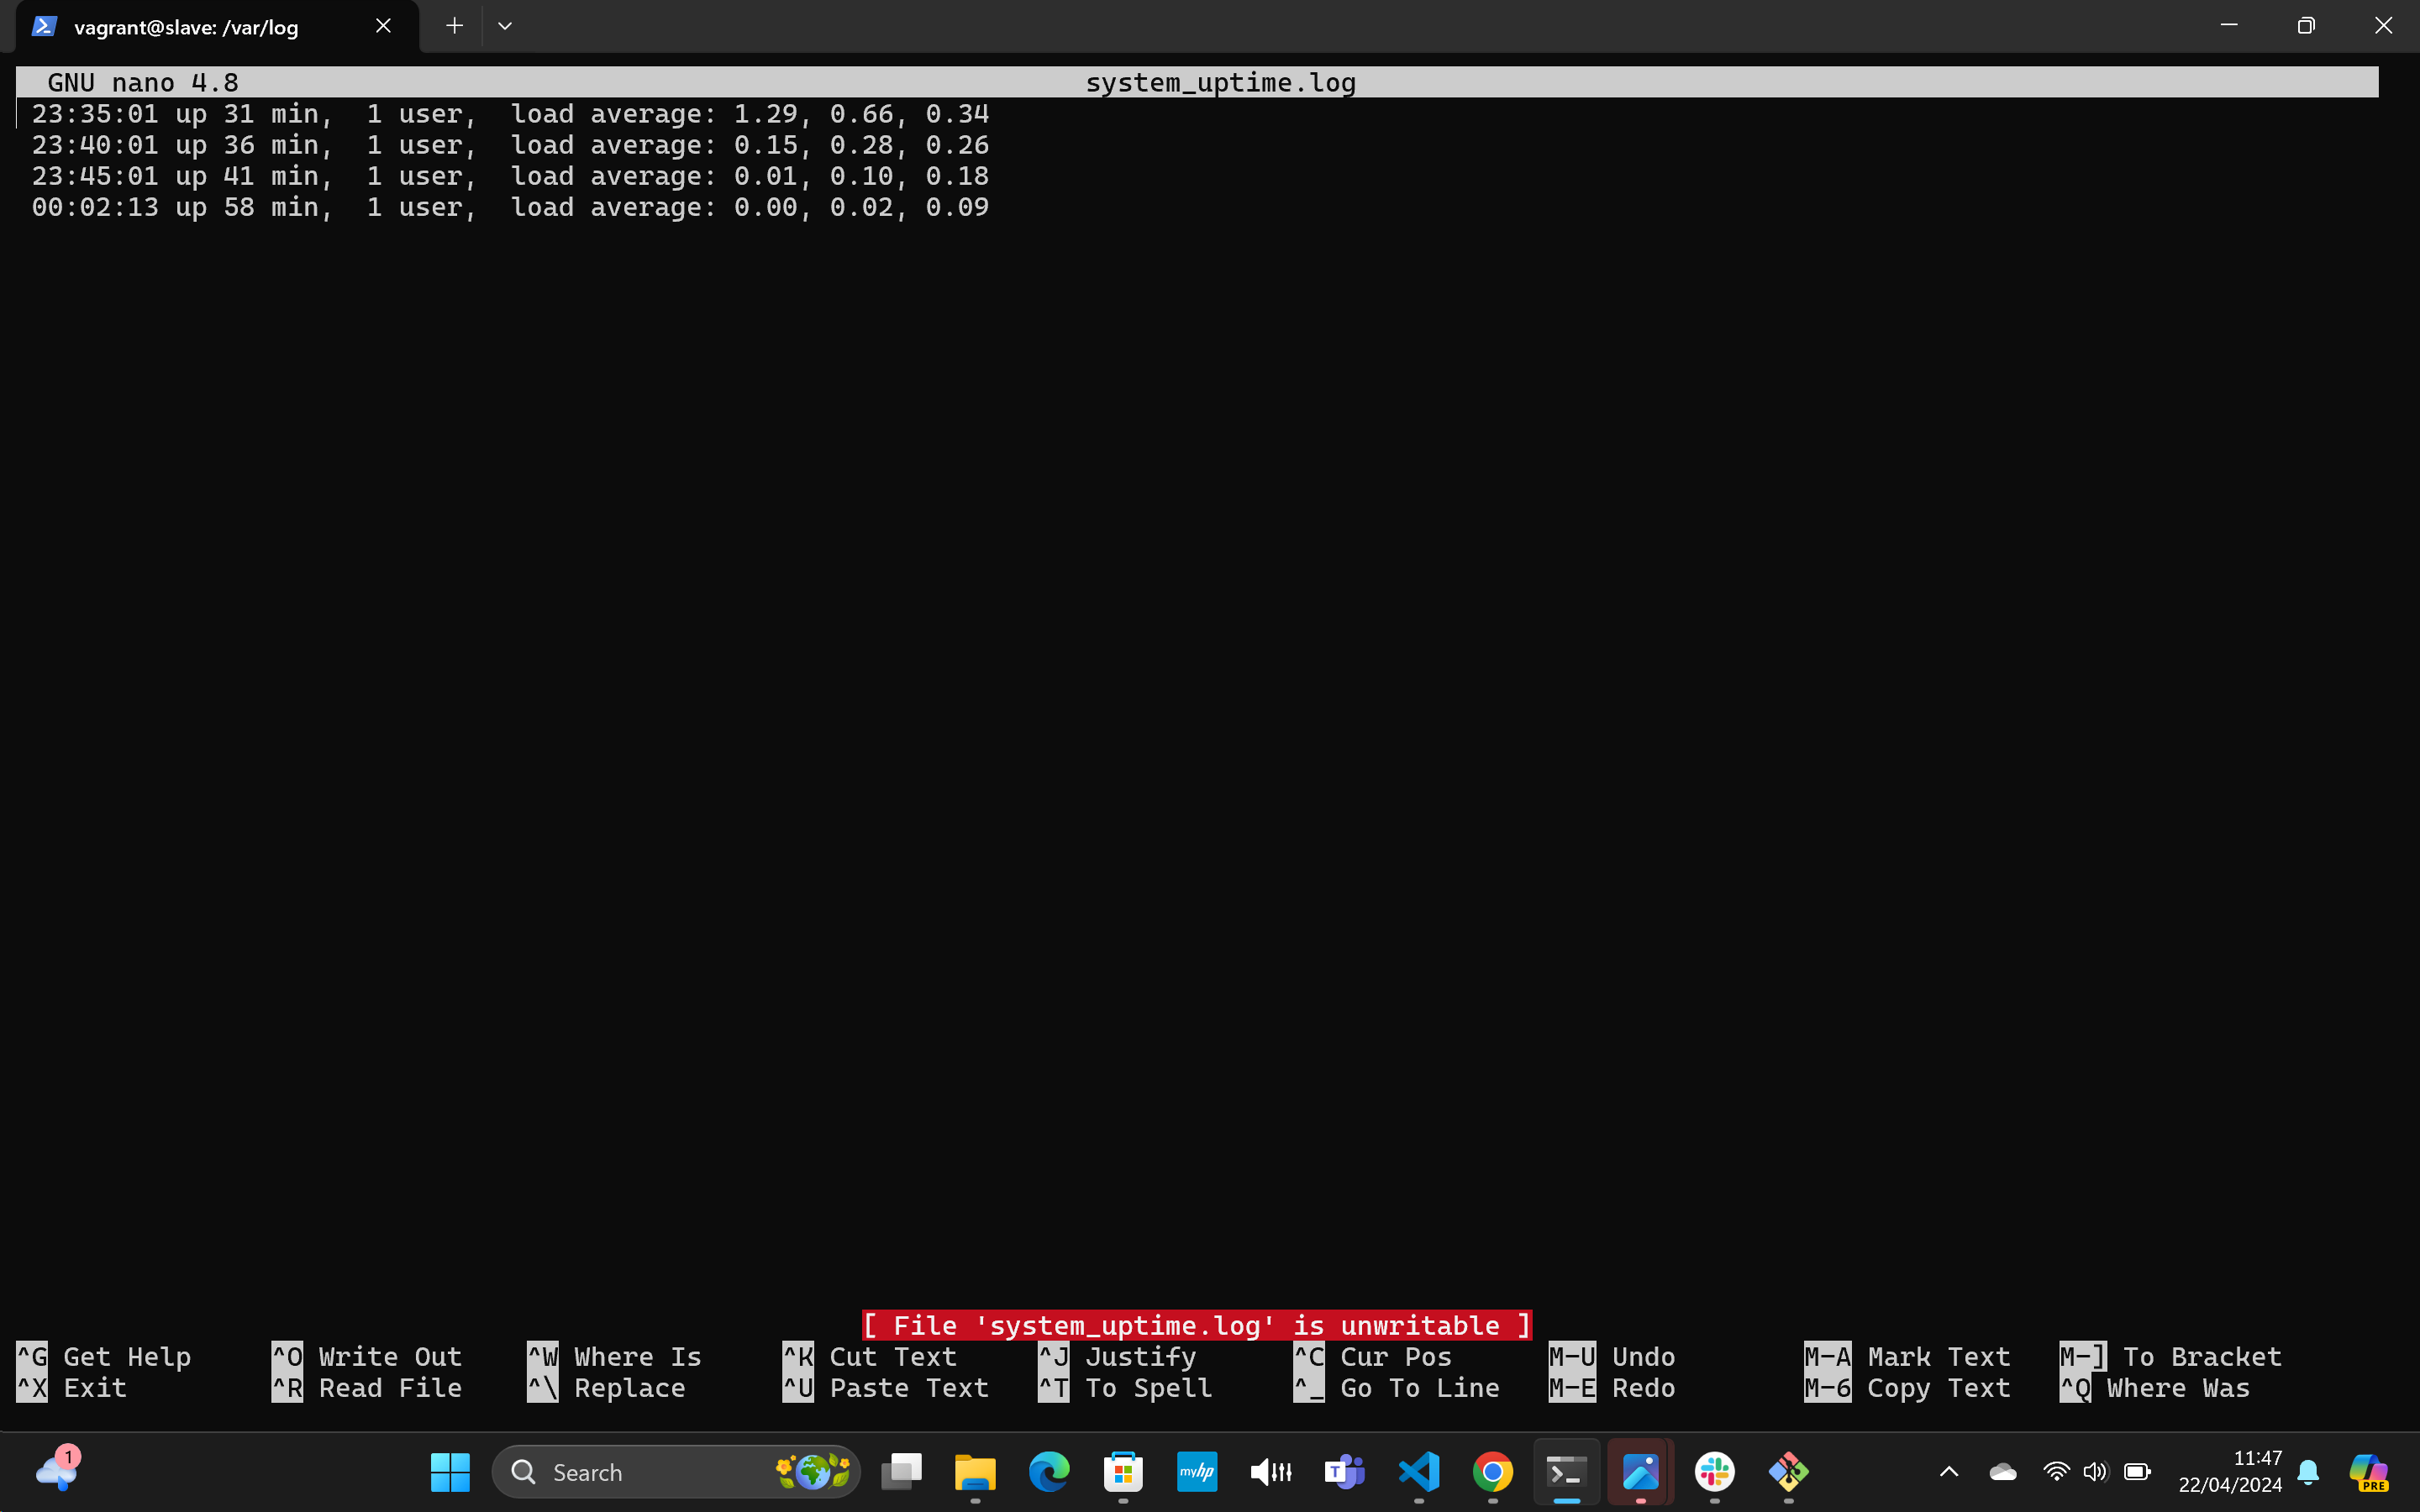 vagrant@slave: /var/log
GNU nano 4.8 system_uptime.log
23:35:01 up 31 min,  1 user,  load average: 1.29, 0.66, 0.34
23:40:01 up 36 min,  1 user,  load average: 0.15, 0.28, 0.26
23:45:01 up 41 min,  1 user,  load average: 0.01, 0.10, 0.18
00:02:13 up 58 min,  1 user,  load average: 0.00, 0.02, 0.09
[ File 'system_uptime.log' is unwritable ]
^G Get Help ^O Write Out ^W Where Is ^K Cut Text ^J Justify ^C Cur Pos M-U Undo M-A Mark Text M-] To Bracket
^X Exit ^R Read File ^\ Replace ^U Paste Text ^T To Spell ^_ Go To Line M-E Redo M-6 Copy Text ^Q Where Was
1
Search
myhp
T
11:47
22/04/2024
PRE